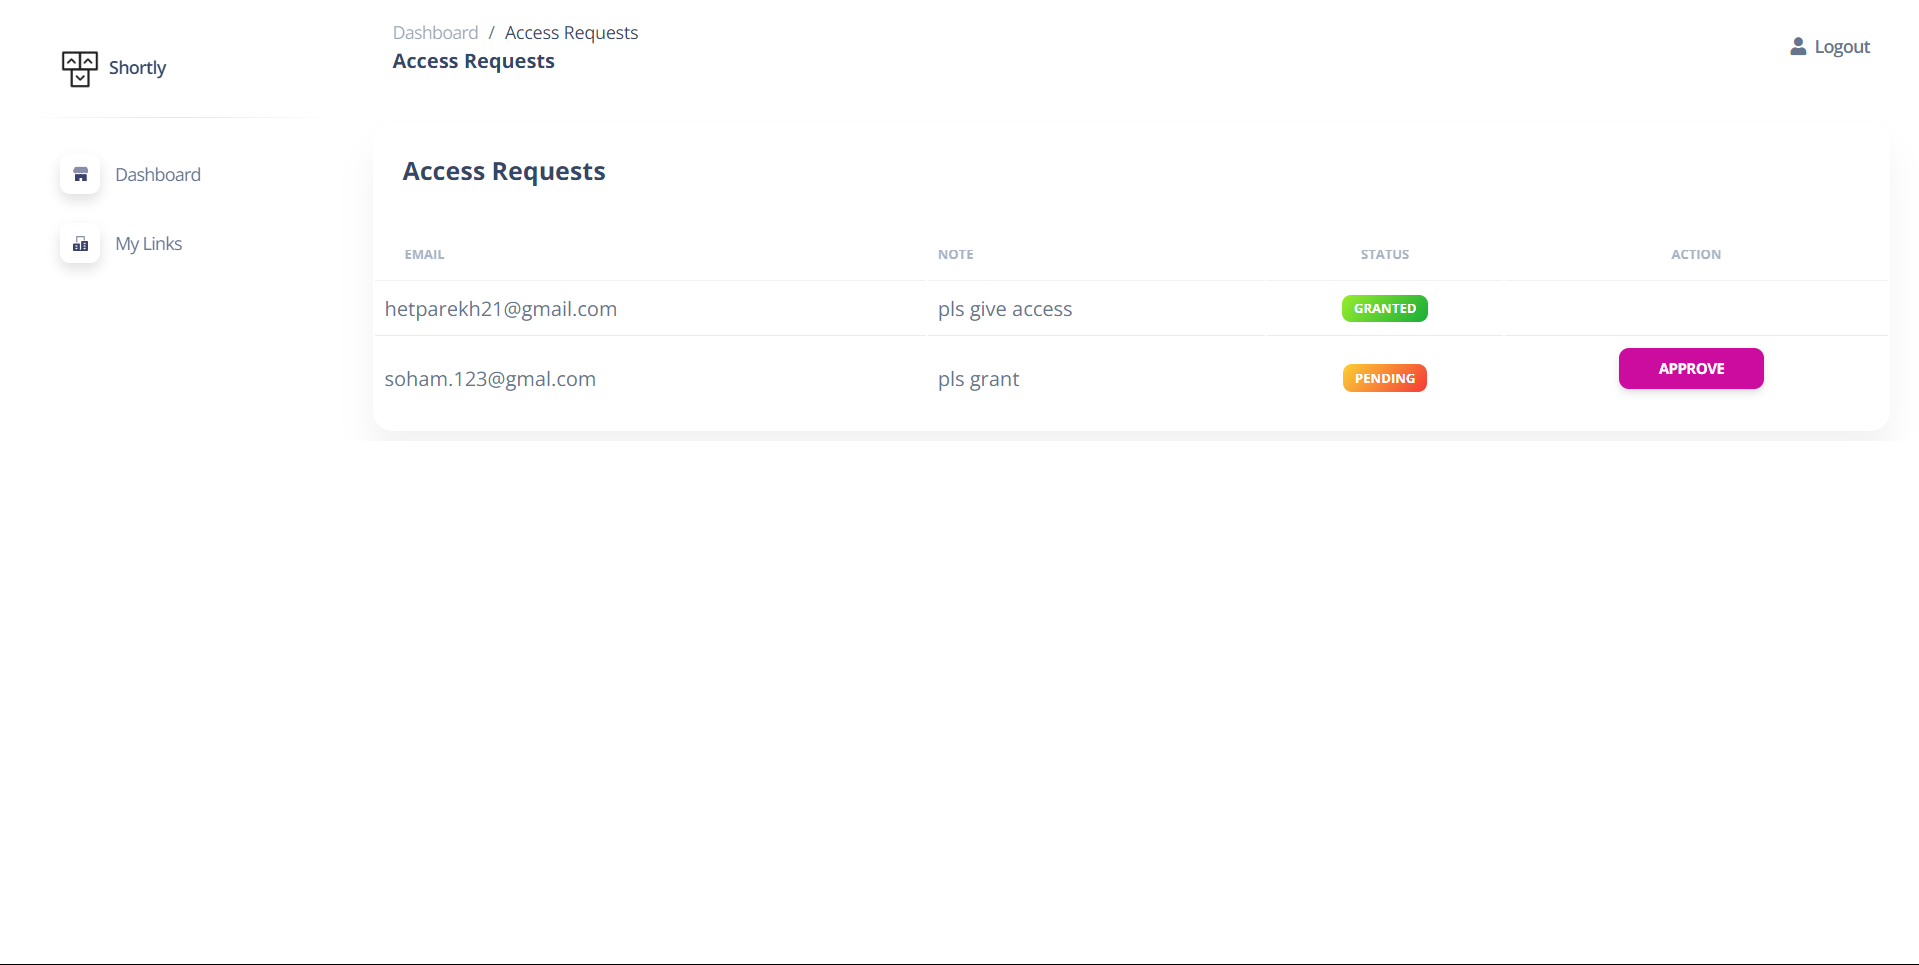 Shortly
Dashboard
My Links
Dashboard / Access Requests
Access Requests
Logout
Access Requests
EMAIL NOTE STATUS ACTION
hetparekh21@gmail.com pls give access GRANTED
soham.123@gmal.com pls grant PENDING APPROVE